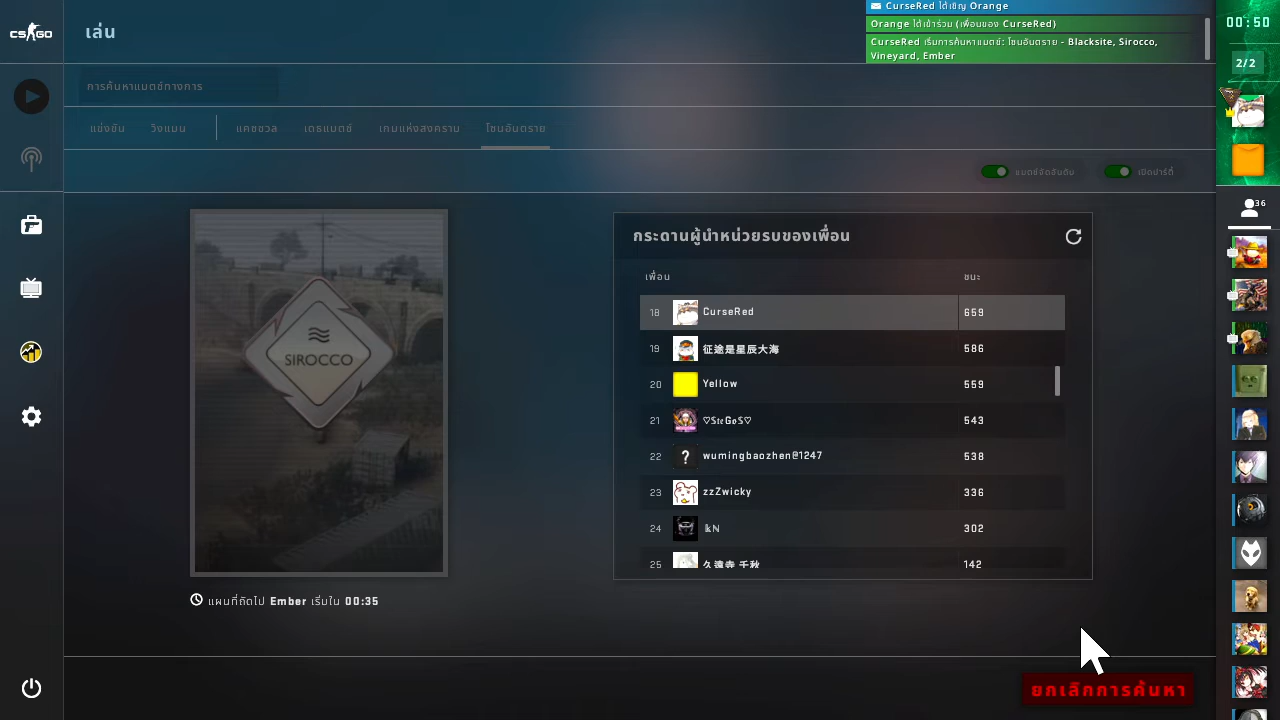 CS GO
เล่น
CurseRed ได้เชิญ Orange
Orange ได้เข้าร่วม (เพื่อนของ CurseRed)
CurseRed เริ่มการค้นหาแมตช์: โซนอันตราย - Blacksite, Sirocco,
Vineyard, Ember
00:50
2/2
การค้นหาแมตช์ทางการ
แข่งขัน
วิงแมน
แคชชวล
เดธแมตช์
เกมแห่งสงคราม
โซนอันตราย
แมตช์จัดอันดับ
เปิดปาร์ตี้
36
SIROCCO
แผนที่ถัดไป Ember เริ่มใน 00:35
กระดานผู้นำหน่วยรบของเพื่อน
เพื่อน
ชนะ
18 CurseRed 659
19 征途是星辰大海 586
20 Yellow 559
21 ♡SteGoS♡ 543
22 wumingbaozhen@1247 538
23 zzZwicky 336
24 𝕜ℕ 302
25 久遠寺 千秋 142
ยกเลิกการค้นหา